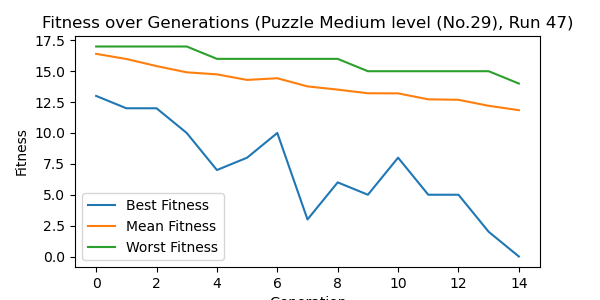 Fitness over Generations (Puzzle Medium level (No.29), Run 47)
17.5
15.0
12.5
10.0
7.5
5.0
2.5
0.0
Fitness
Best Fitness
Mean Fitness
Worst Fitness
0 2 4 6 8 10 12 14
Generation